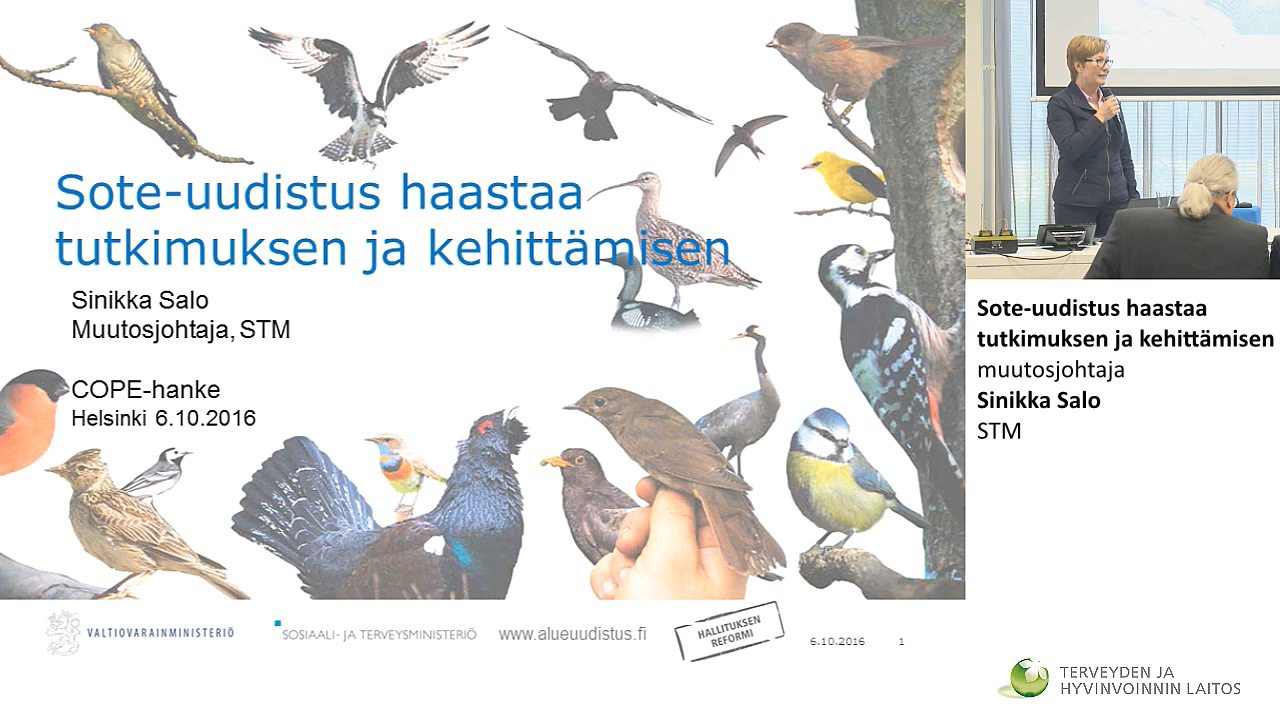 Sote-uudistus haastaa
tutkimuksen ja kehittämisen
Sinikka Salo
Muutosjohtaja, STM
COPE-hanke
Helsinki 6.10.2016
VALTIOVARAINMINISTERIÖ
SOSIAALI- JA TERVEYSMINISTERIÖ
www.alueuudistus.fi
HALLITUKSEN
REFORMI
6.10.2016
1
Sote-uudistus haastaa
tutkimuksen ja kehittämisen
muutosjohtaja
Sinikka Salo
STM
TERVEYDEN JA
HYVINVOINNIN LAITOS